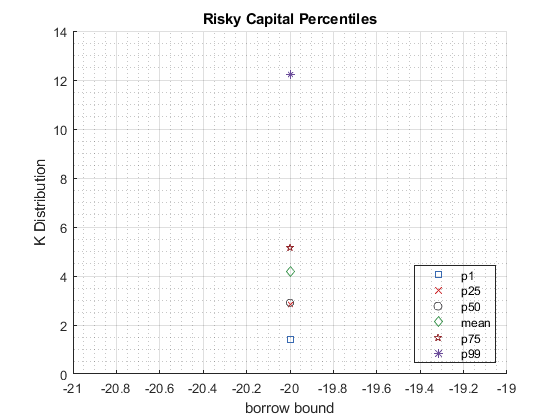 Risky Capital Percentiles
14
12
10
8
6
4
2
0
K Distribution
p1
p25
p50
mean
p75
p99
-21 -20.8 -20.6 -20.4 -20.2 -20 -19.8 -19.6 -19.4 -19.2 -19
borrow bound